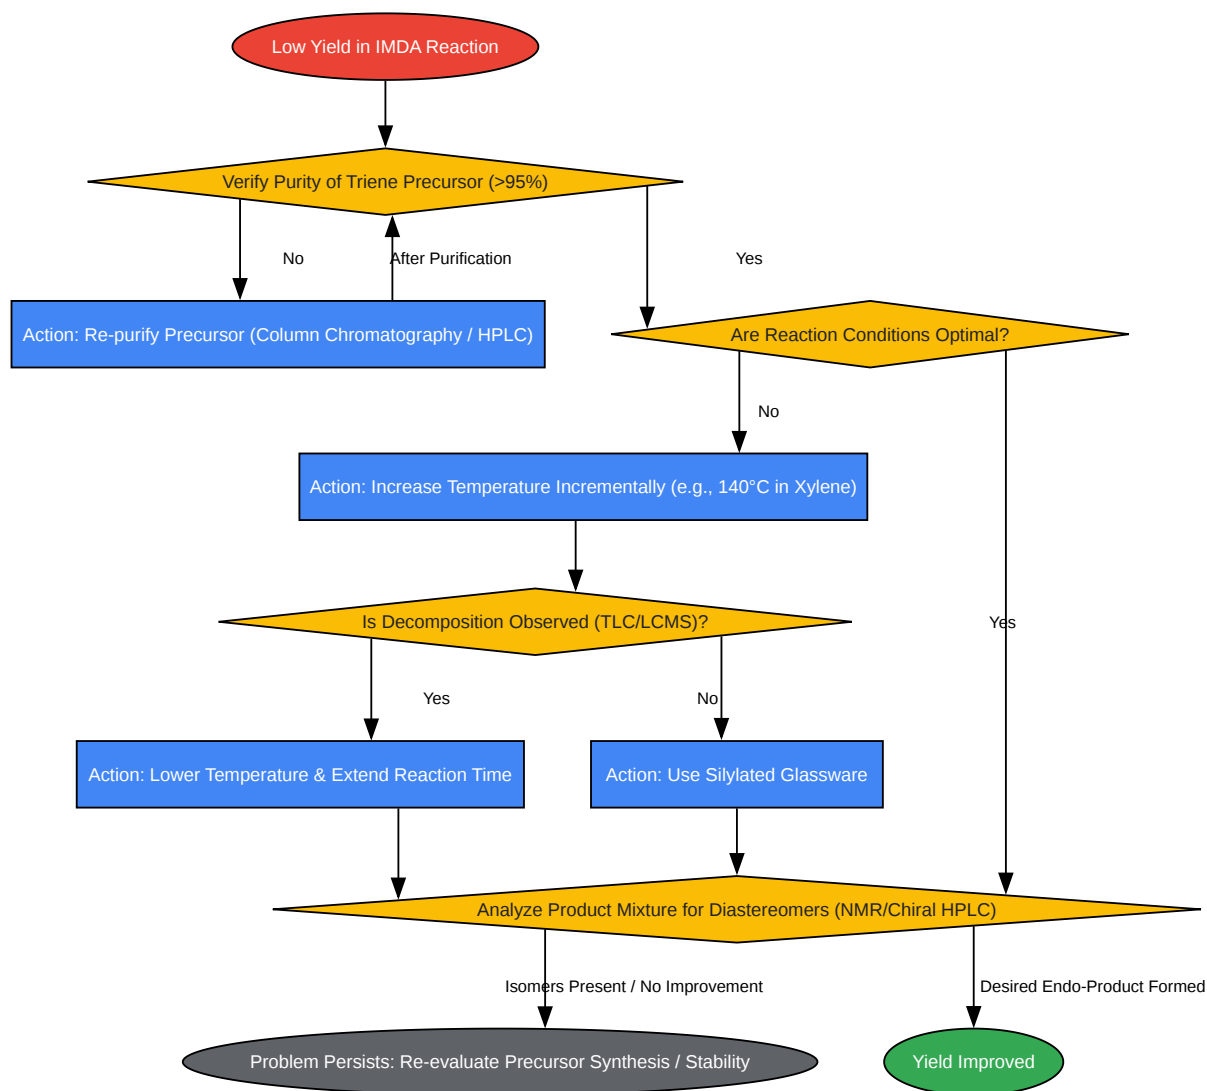 Low Yield in IMDA Reaction
Verify Purity of Triene Precursor (>95%)
No
After Purification
Yes
Action: Re-purify Precursor (Column Chromatography / HPLC)
Are Reaction Conditions Optimal?
No
Action: Increase Temperature Incrementally (e.g., 140°C in Xylene)
Is Decomposition Observed (TLC/LCMS)?
Yes
Yes
No
Action: Lower Temperature & Extend Reaction Time
Action: Use Silylated Glassware
Analyze Product Mixture for Diastereomers (NMR/Chiral HPLC)
Isomers Present / No Improvement
Desired Endo-Product Formed
Problem Persists: Re-evaluate Precursor Synthesis / Stability
Yield Improved